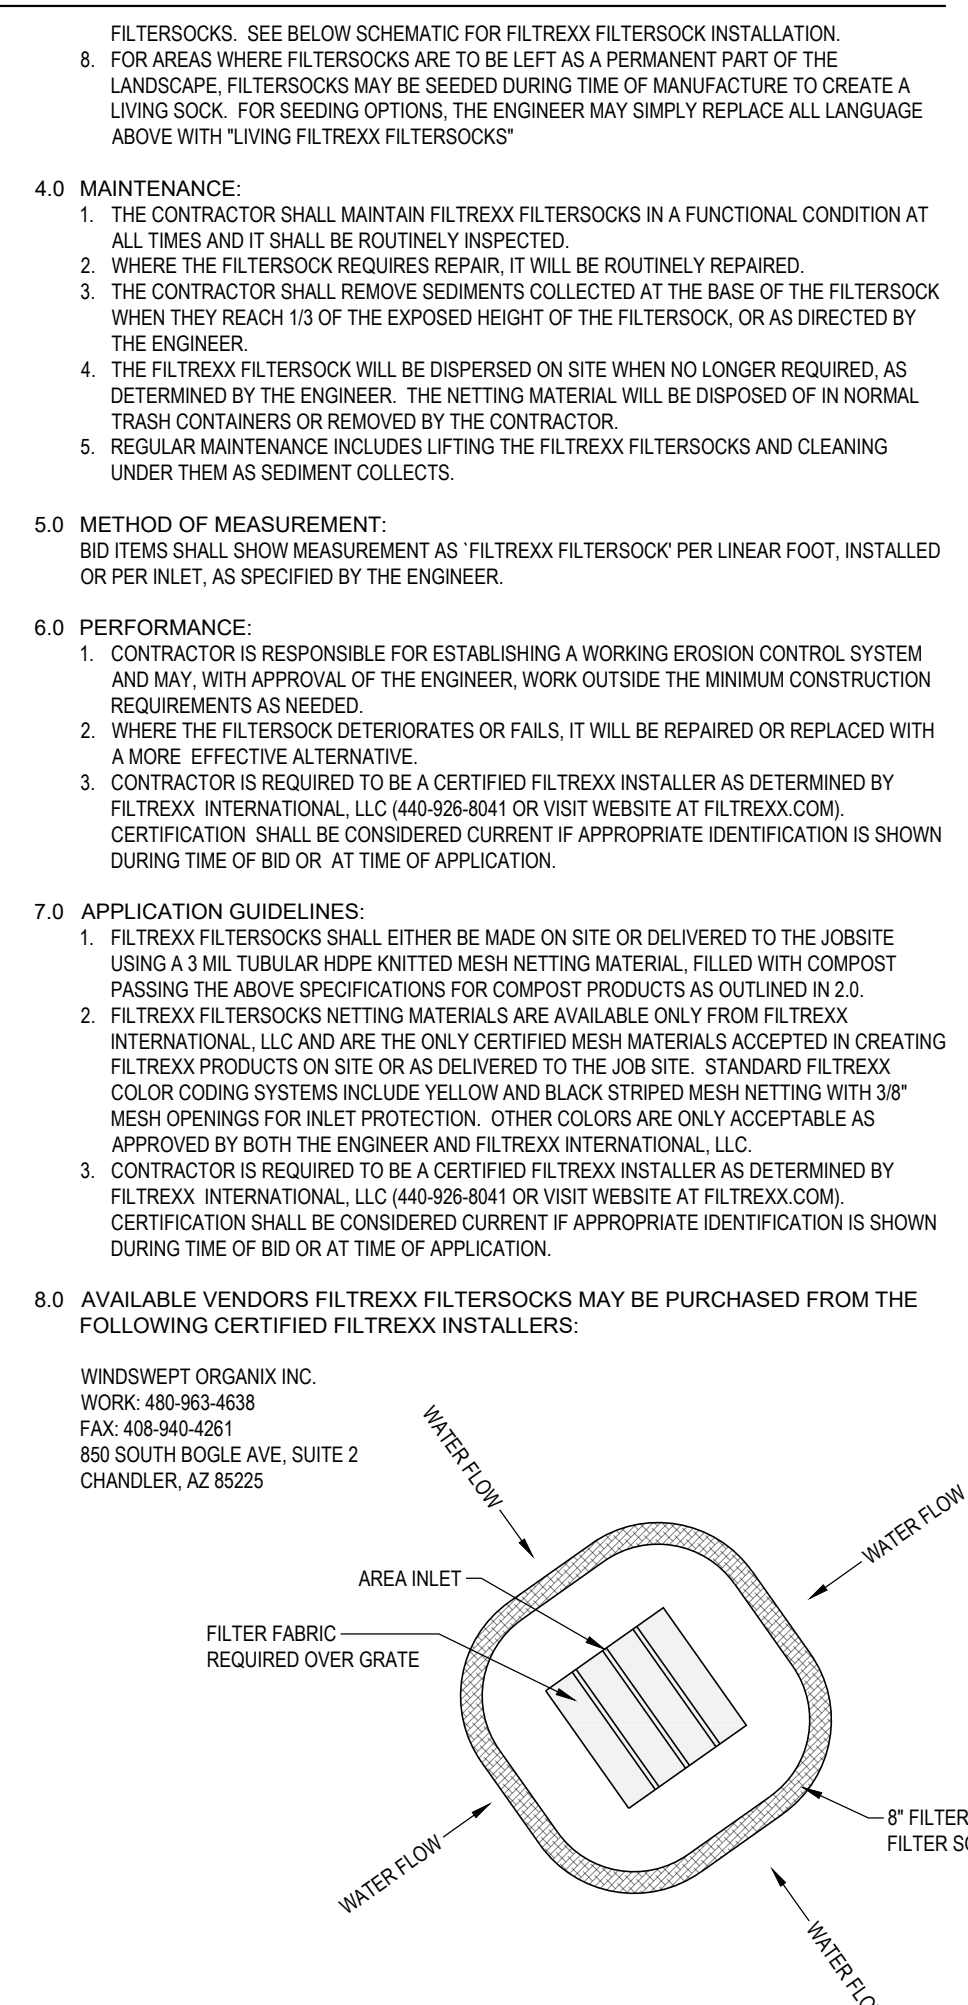 FILTERSOCKS. SEE BELOW SCHEMATIC FOR FILTREXX FILTERSOCK INSTALLATION.
8. FOR AREAS WHERE FILTERSOCKS ARE TO BE LEFT AS A PERMANENT PART OF THE
LANDSCAPE, FILTERSOCKS MAY BE SEEDED DURING TIME OF MANUFACTURE TO CREATE A
LIVING SOCK. FOR SEEDING OPTIONS, THE ENGINEER MAY SIMPLY REPLACE ALL LANGUAGE
ABOVE WITH "LIVING FILTREXX FILTERSOCKS"
4.0 MAINTENANCE:
1. THE CONTRACTOR SHALL MAINTAIN FILTREXX FILTERSOCKS IN A FUNCTIONAL CONDITION AT
ALL TIMES AND IT SHALL BE ROUTINELY INSPECTED.
2. WHERE THE FILTERSOCK REQUIRES REPAIR, IT WILL BE ROUTINELY REPAIRED.
3. THE CONTRACTOR SHALL REMOVE SEDIMENTS COLLECTED AT THE BASE OF THE FILTERSOCK
WHEN THEY REACH 1/3 OF THE EXPOSED HEIGHT OF THE FILTERSOCK, OR AS DIRECTED BY
THE ENGINEER.
4. THE FILTREXX FILTERSOCK WILL BE DISPERSED ON SITE WHEN NO LONGER REQUIRED, AS
DETERMINED BY THE ENGINEER. THE NETTING MATERIAL WILL BE DISPOSED OF IN NORMAL
TRASH CONTAINERS OR REMOVED BY THE CONTRACTOR.
5. REGULAR MAINTENANCE INCLUDES LIFTING THE FILTREXX FILTERSOCKS AND CLEANING
UNDER THEM AS SEDIMENT COLLECTS.
5.0 METHOD OF MEASUREMENT:
BID ITEMS SHALL SHOW MEASUREMENT AS `FILTREXX FILTERSOCK' PER LINEAR FOOT, INSTALLED
OR PER INLET, AS SPECIFIED BY THE ENGINEER.
6.0 PERFORMANCE:
1. CONTRACTOR IS RESPONSIBLE FOR ESTABLISHING A WORKING EROSION CONTROL SYSTEM
AND MAY, WITH APPROVAL OF THE ENGINEER, WORK OUTSIDE THE MINIMUM CONSTRUCTION
REQUIREMENTS AS NEEDED.
2. WHERE THE FILTERSOCK DETERIORATES OR FAILS, IT WILL BE REPAIRED OR REPLACED WITH
A MORE EFFECTIVE ALTERNATIVE.
3. CONTRACTOR IS REQUIRED TO BE A CERTIFIED FILTREXX INSTALLER AS DETERMINED BY
FILTREXX INTERNATIONAL, LLC (440-926-8041 OR VISIT WEBSITE AT FILTREXX.COM).
CERTIFICATION SHALL BE CONSIDERED CURRENT IF APPROPRIATE IDENTIFICATION IS SHOWN
DURING TIME OF BID OR AT TIME OF APPLICATION.
7.0 APPLICATION GUIDELINES:
1. FILTREXX FILTERSOCKS SHALL EITHER BE MADE ON SITE OR DELIVERED TO THE JOBSITE
USING A 3 MIL TUBULAR HDPE KNITTED MESH NETTING MATERIAL, FILLED WITH COMPOST
PASSING THE ABOVE SPECIFICATIONS FOR COMPOST PRODUCTS AS OUTLINED IN 2.0.
2. FILTREXX FILTERSOCKS NETTING MATERIALS ARE AVAILABLE ONLY FROM FILTREXX
INTERNATIONAL, LLC AND ARE THE ONLY CERTIFIED MESH MATERIALS ACCEPTED IN CREATING
FILTREXX PRODUCTS ON SITE OR AS DELIVERED TO THE JOB SITE. STANDARD FILTREXX
COLOR CODING SYSTEMS INCLUDE YELLOW AND BLACK STRIPED MESH NETTING WITH 3/8"
MESH OPENINGS FOR INLET PROTECTION. OTHER COLORS ARE ONLY ACCEPTABLE AS
APPROVED BY BOTH THE ENGINEER AND FILTREXX INTERNATIONAL, LLC.
3. CONTRACTOR IS REQUIRED TO BE A CERTIFIED FILTREXX INSTALLER AS DETERMINED BY
FILTREXX INTERNATIONAL, LLC (440-926-8041 OR VISIT WEBSITE AT FILTREXX.COM).
CERTIFICATION SHALL BE CONSIDERED CURRENT IF APPROPRIATE IDENTIFICATION IS SHOWN
DURING TIME OF BID OR AT TIME OF APPLICATION.
8.0 AVAILABLE VENDORS FILTREXX FILTERSOCKS MAY BE PURCHASED FROM THE
FOLLOWING CERTIFIED FILTREXX INSTALLERS:
WINDSWEPT ORGANIX INC.
WORK: 480-963-4638
FAX: 408-940-4261
850 SOUTH BOGLE AVE, SUITE 2
CHANDLER, AZ 85225
WATER FLOW
WATER FLOW
AREA INLET
FILTER FABRIC
REQUIRED OVER GRATE
8" FILTER
FILTER
WATER FLOW
WATER